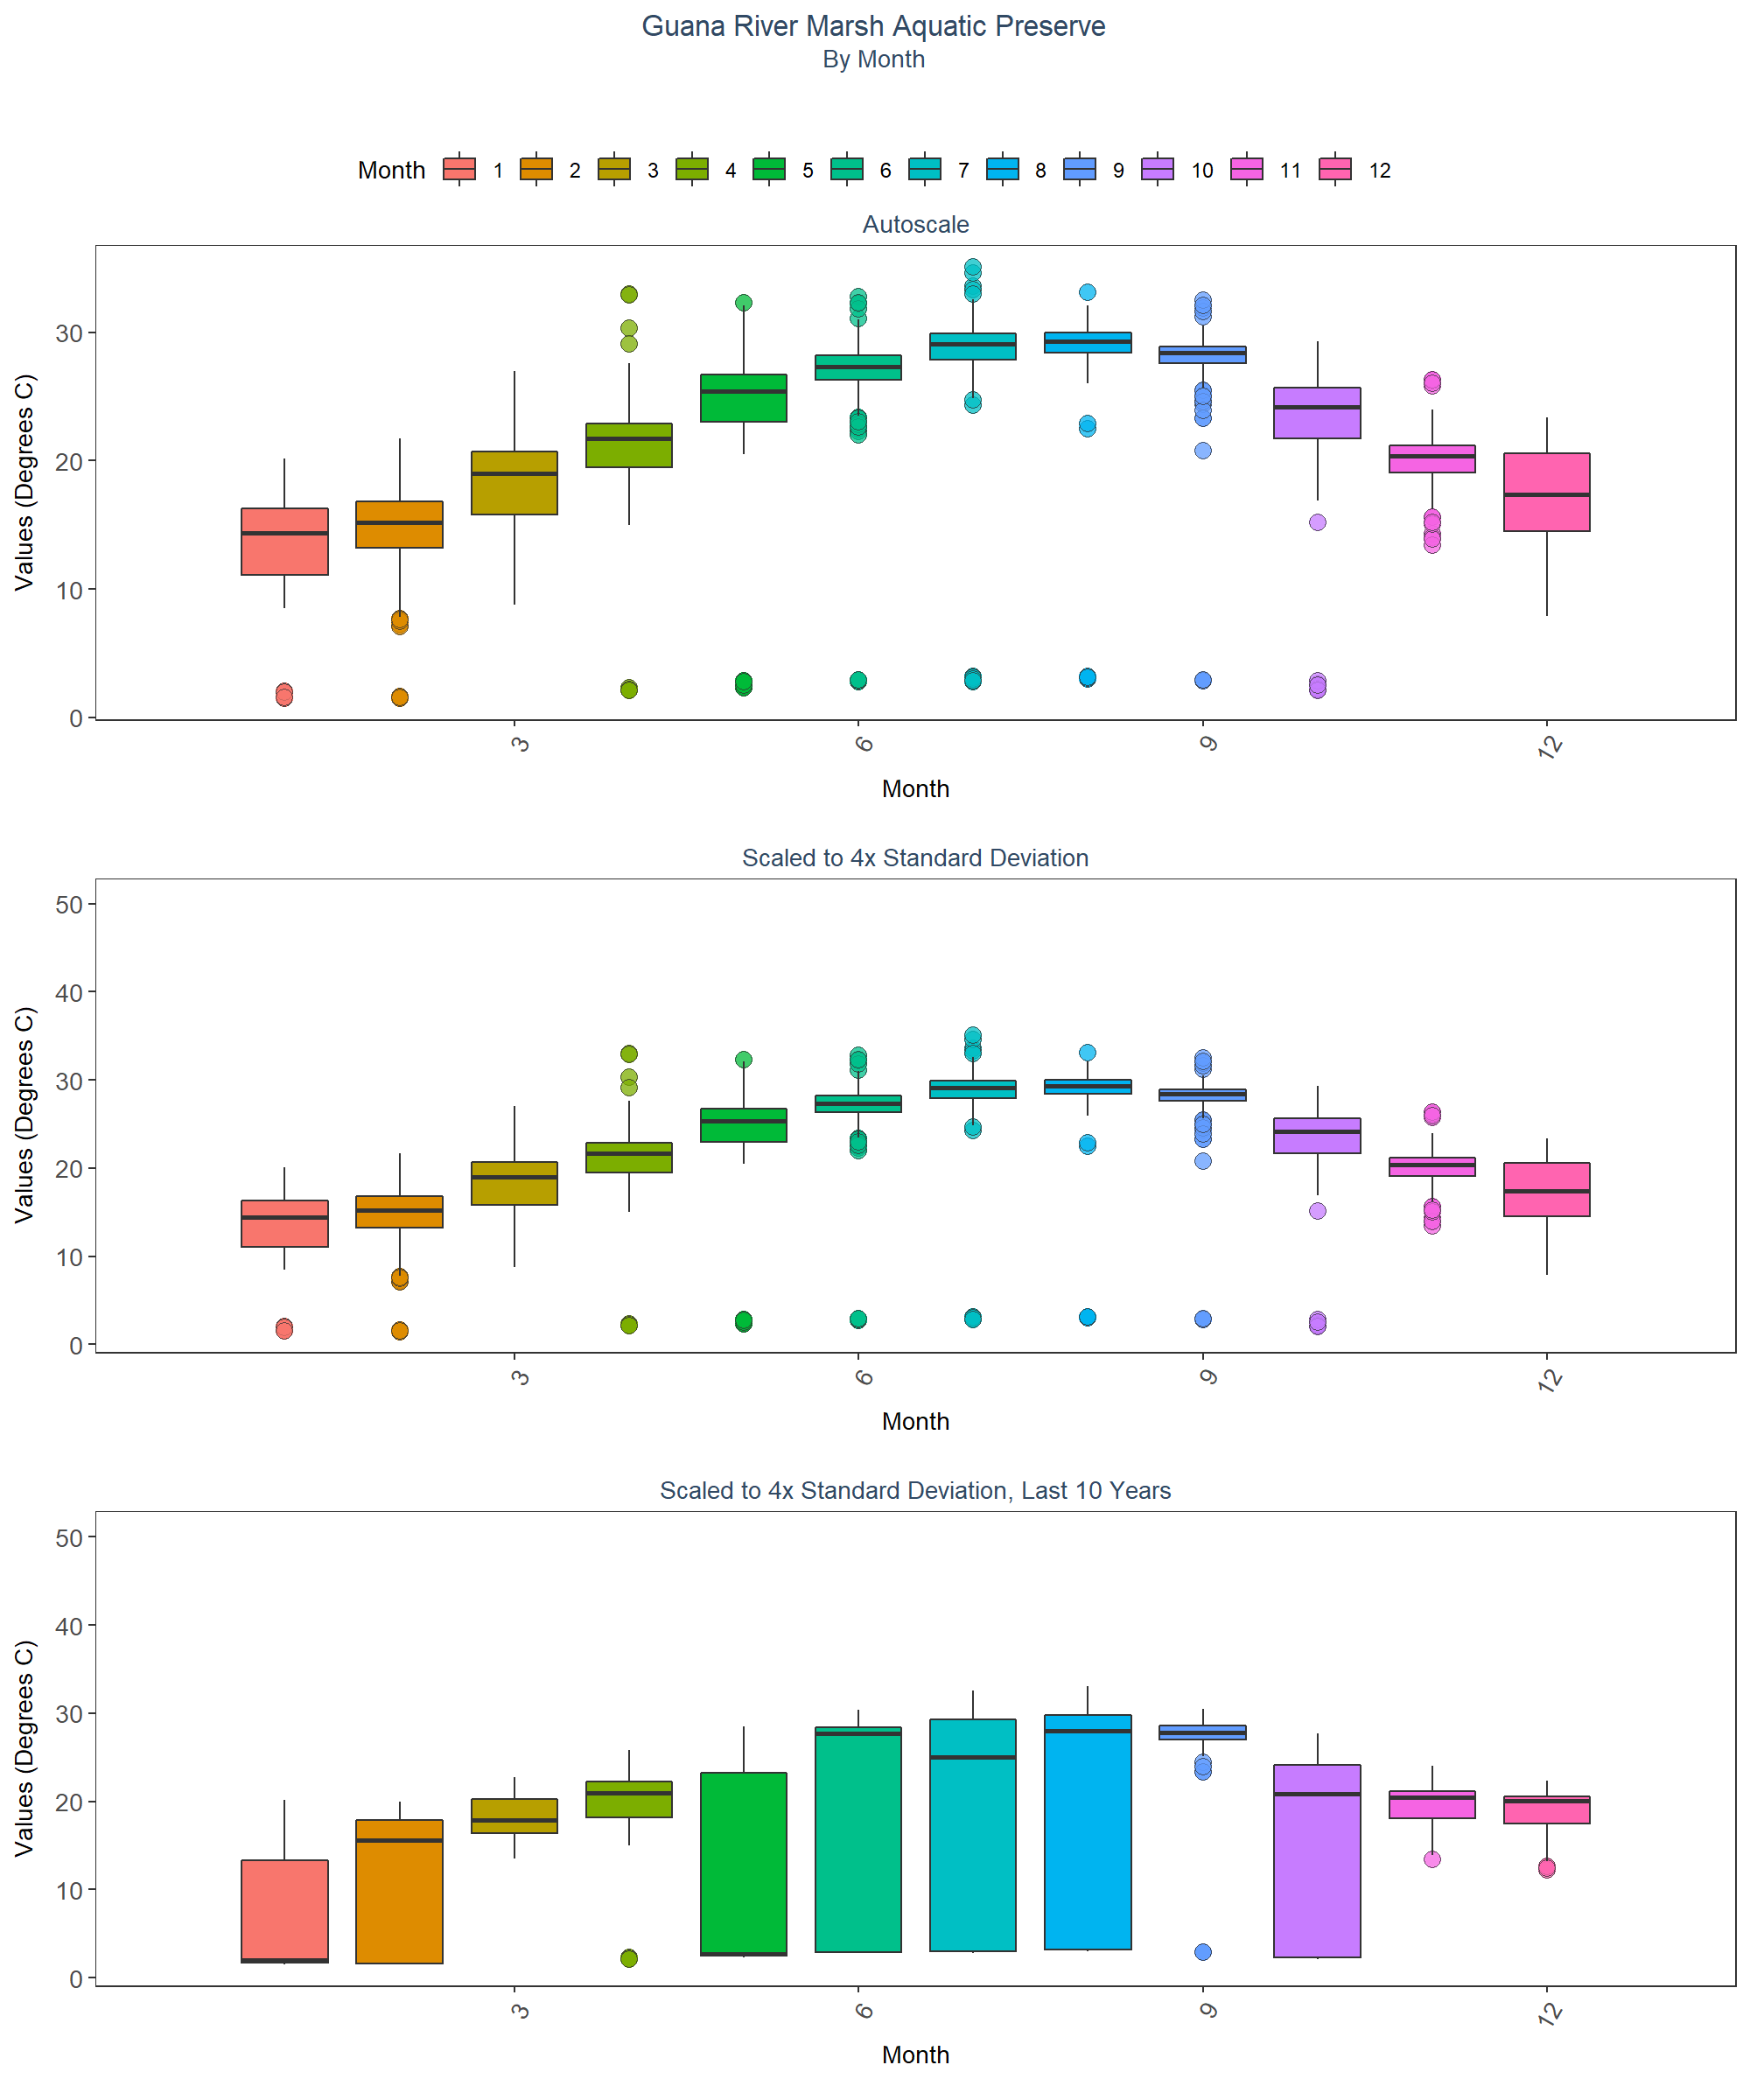 Guana River Marsh Aquatic Preserve
By Month
Month 1 2 3 4 5 6 7 8 9 10 11 12
Autoscale
Values (Degrees C)
30
20
10
0
3 6 9 12
Month
Scaled to 4x Standard Deviation
Values (Degrees C)
50
40
30
20
10
0
3 6 9 12
Month
Scaled to 4x Standard Deviation, Last 10 Years
Values (Degrees C)
50
40
30
20
10
0
3 6 9 12
Month